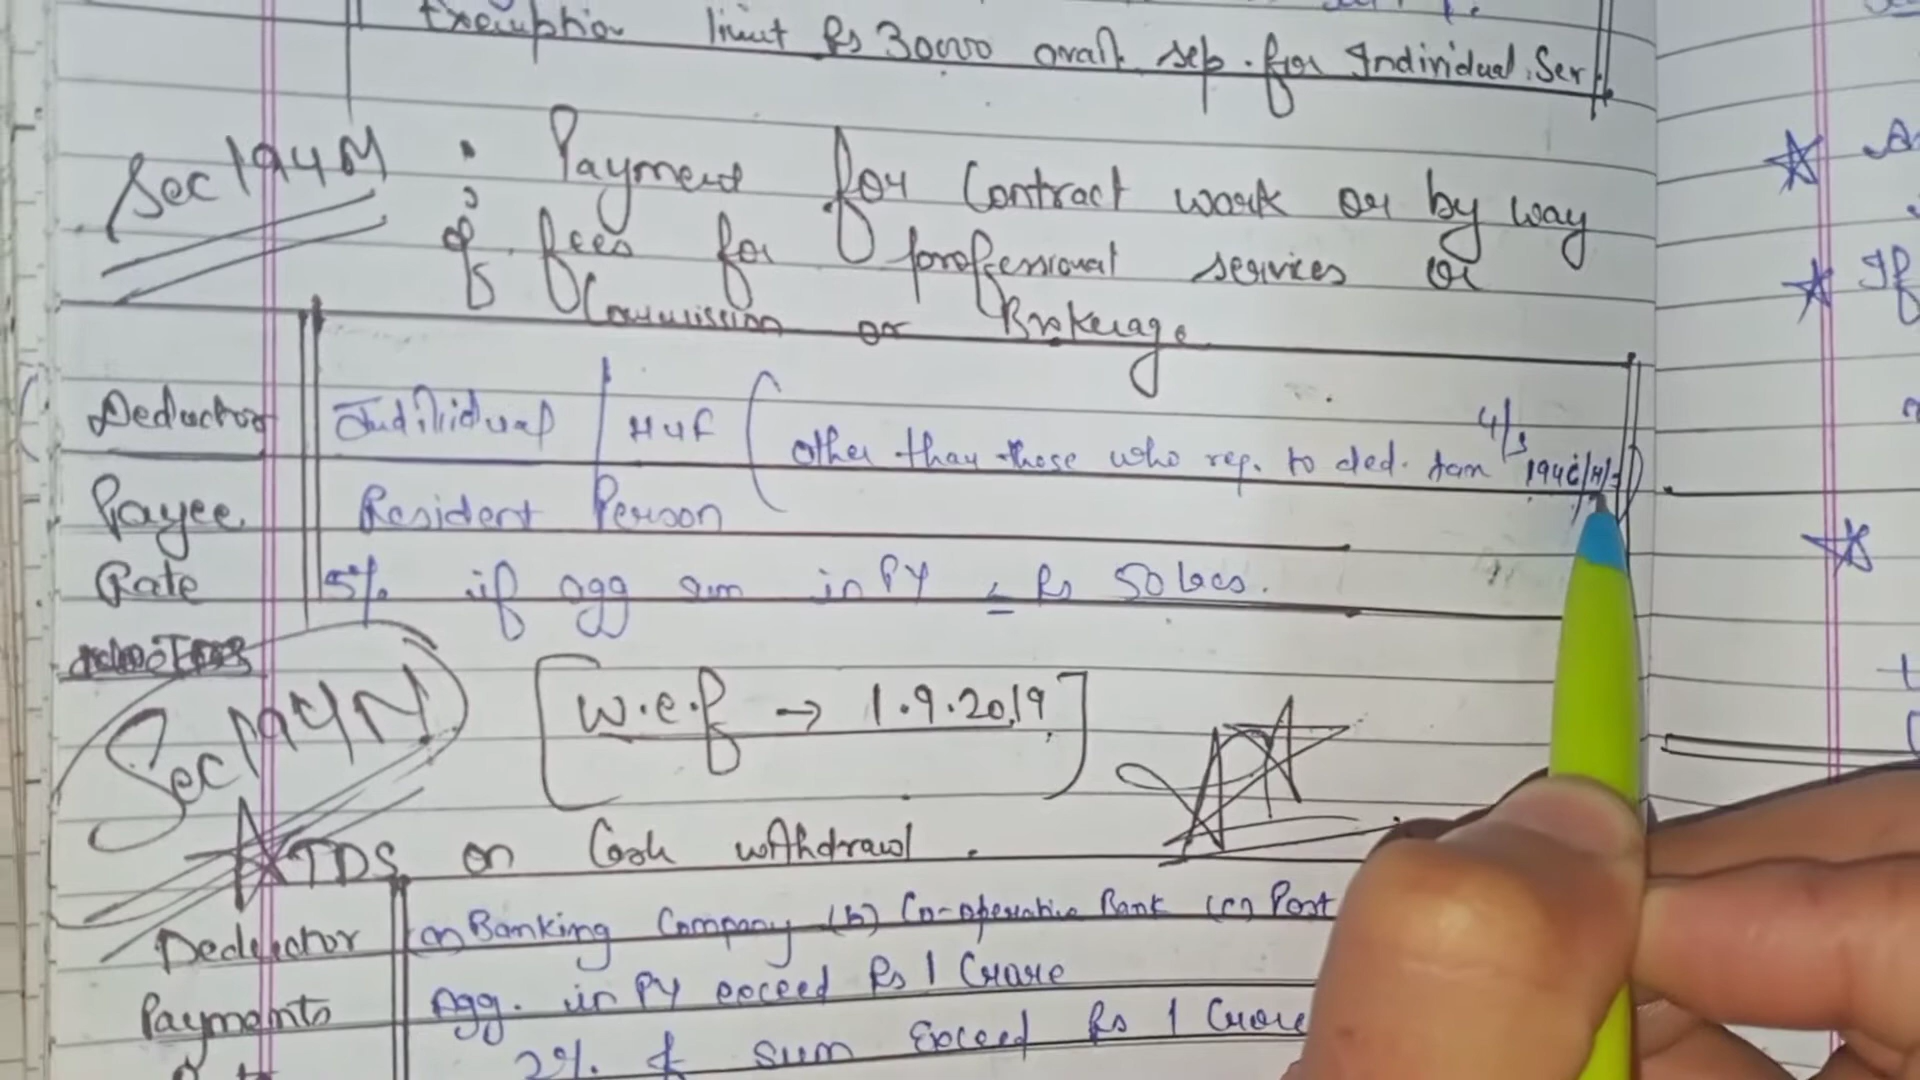 Exemption limit Rs 30000 avail. sep. for Individual. Ser.
Sec 194M : Payment for Contract work or by way
of fees for professional services or
Commission or Brokerage
Deductor Individual / HUF ( other than those who req. to ded. tax u/s 194C/H/J)
Payee Resident Person
Rate 5% if agg sum in PY Rs 50 lacs.
Sec 194N [W.e.f → 1.9.2019]
TDS on Cash withdrawl.
Deductor (a) Banking Company (b) Co-operative Bank (c) Post
Payments Agg. in PY exceed Rs 1 Crore
2% of sum Exceed Rs 1 Crore
If